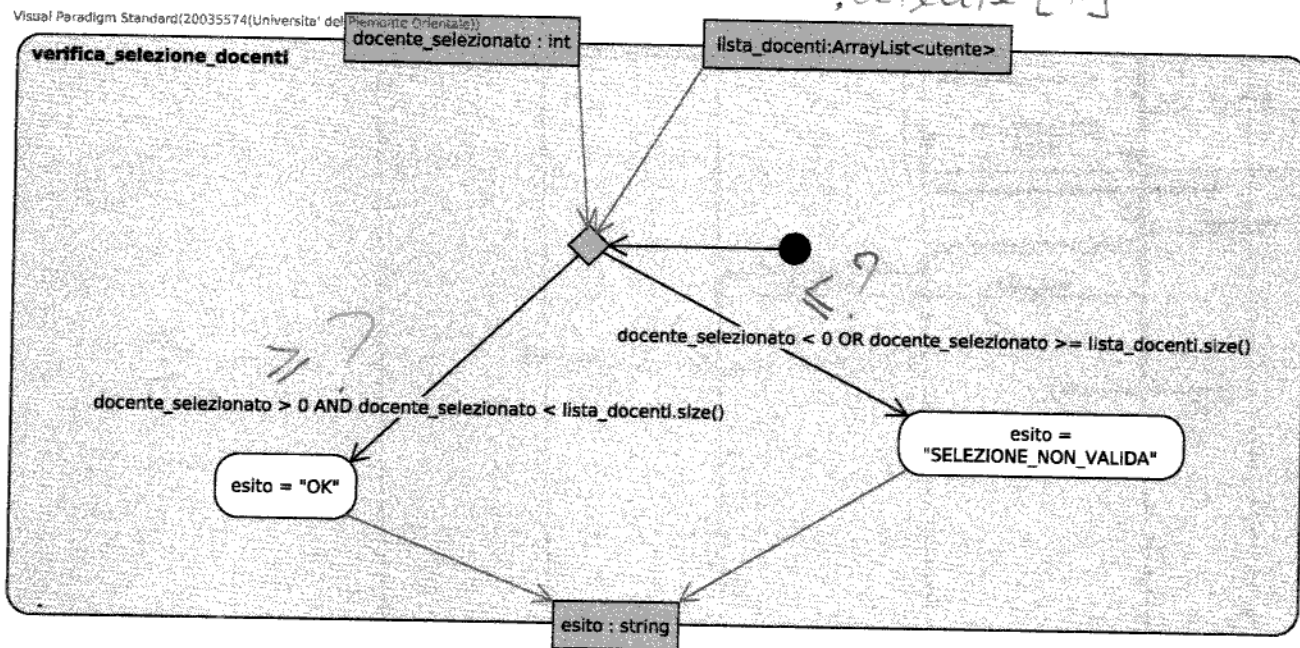 Visual Paradigm Standard(20035574(Universita' del Piemonte Orientale))
docente_selezionato : int
lista_docenti:ArrayList<utente>
verifica_selezione_docenti
≤ ?
docente_selezionato < 0 OR docente_selezionato >= lista_docenti.size()
≥ ?
docente_selezionato > 0 AND docente_selezionato < lista_docenti.size()
esito =
"SELEZIONE_NON_VALIDA"
esito = "OK"
esito : string